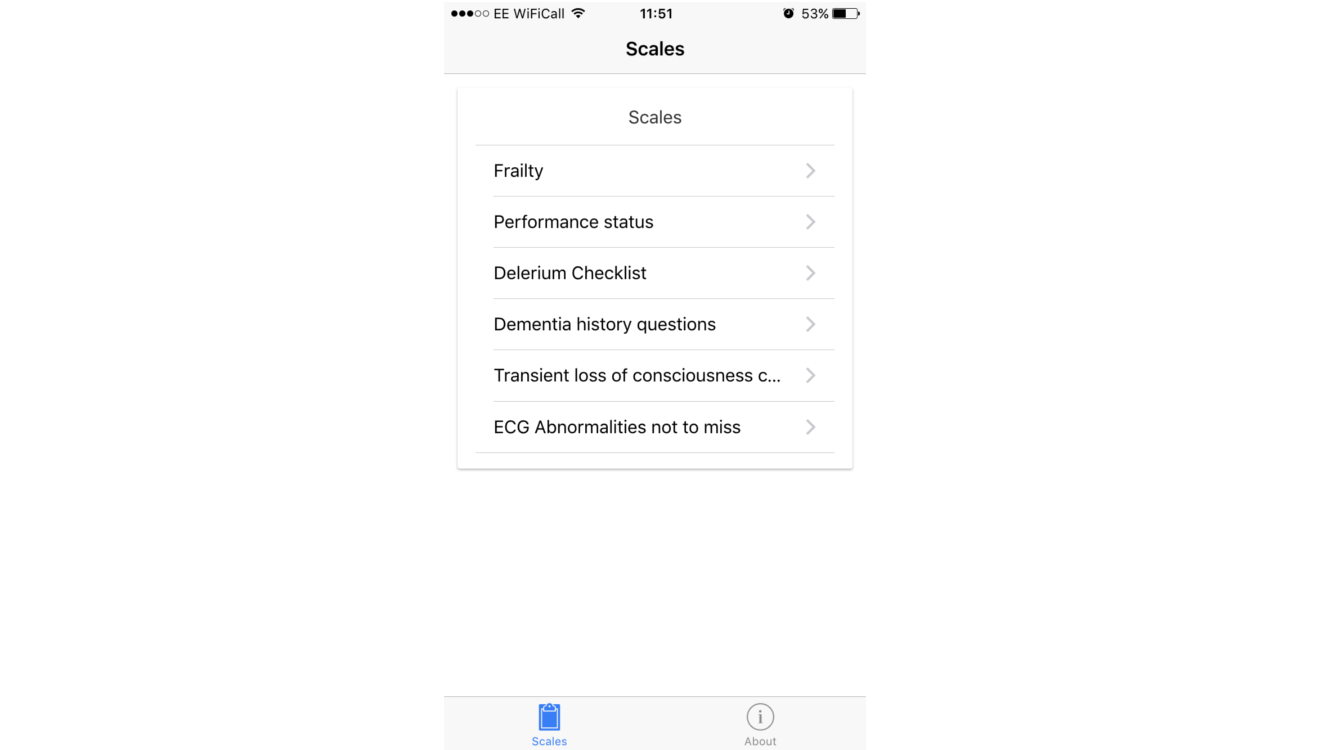 EE WiFiCall 11:51 53%
Scales
Scales
Frailty
Performance status
Delerium Checklist
Dementia history questions
Transient loss of consciousness c...
ECG Abnormalities not to miss
Scales About